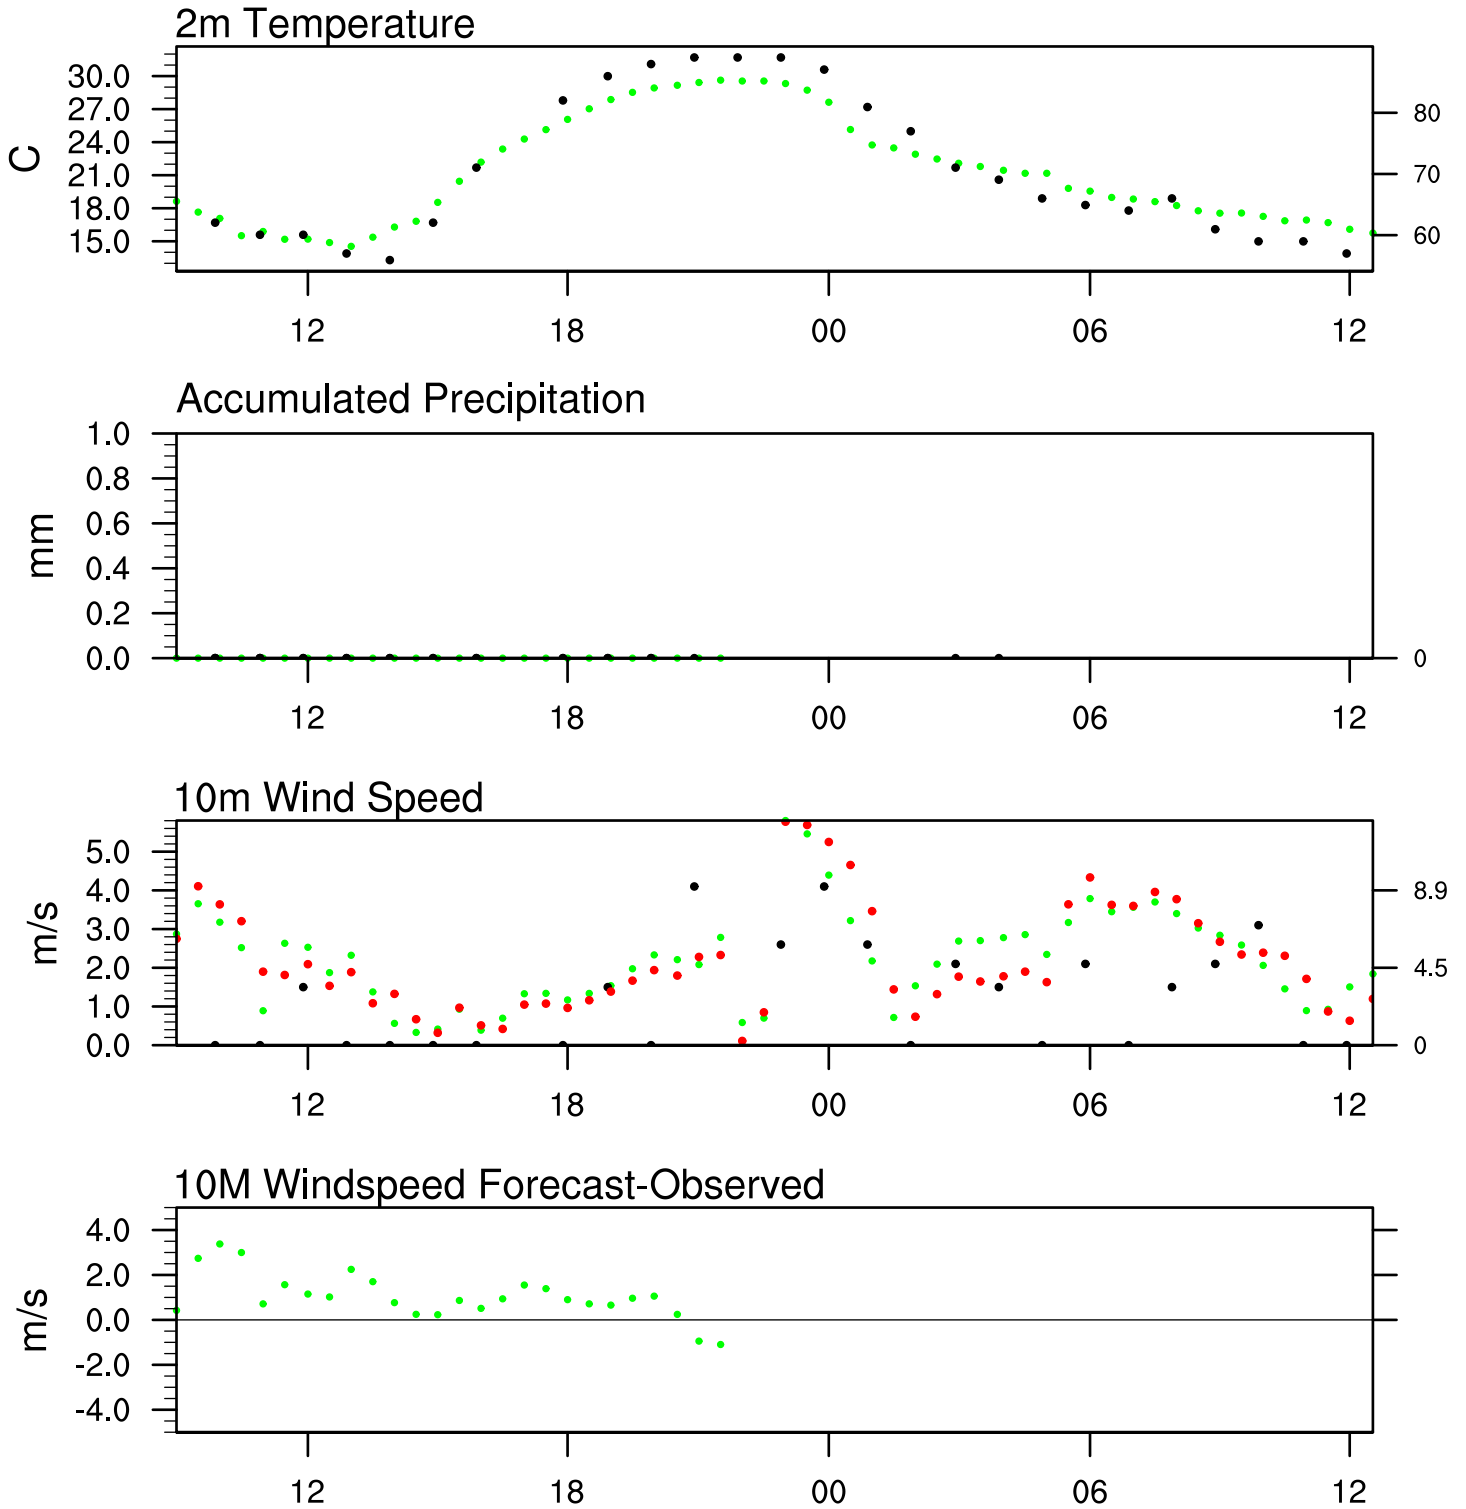 2m Temperature
30.0
27.0
24.0
21.0
18.0
15.0
C
80
70
60
12 18 00 06 12
Accumulated Precipitation
1.0
0.8
0.6
0.4
0.2
0.0
mm
0
12 18 00 06 12
10m Wind Speed
5.0
4.0
3.0
2.0
1.0
0.0
m/s
8.9
4.5
0
12 18 00 06 12
10M Windspeed Forecast-Observed
4.0
2.0
0.0
-2.0
-4.0
m/s
12 18 00 06 12